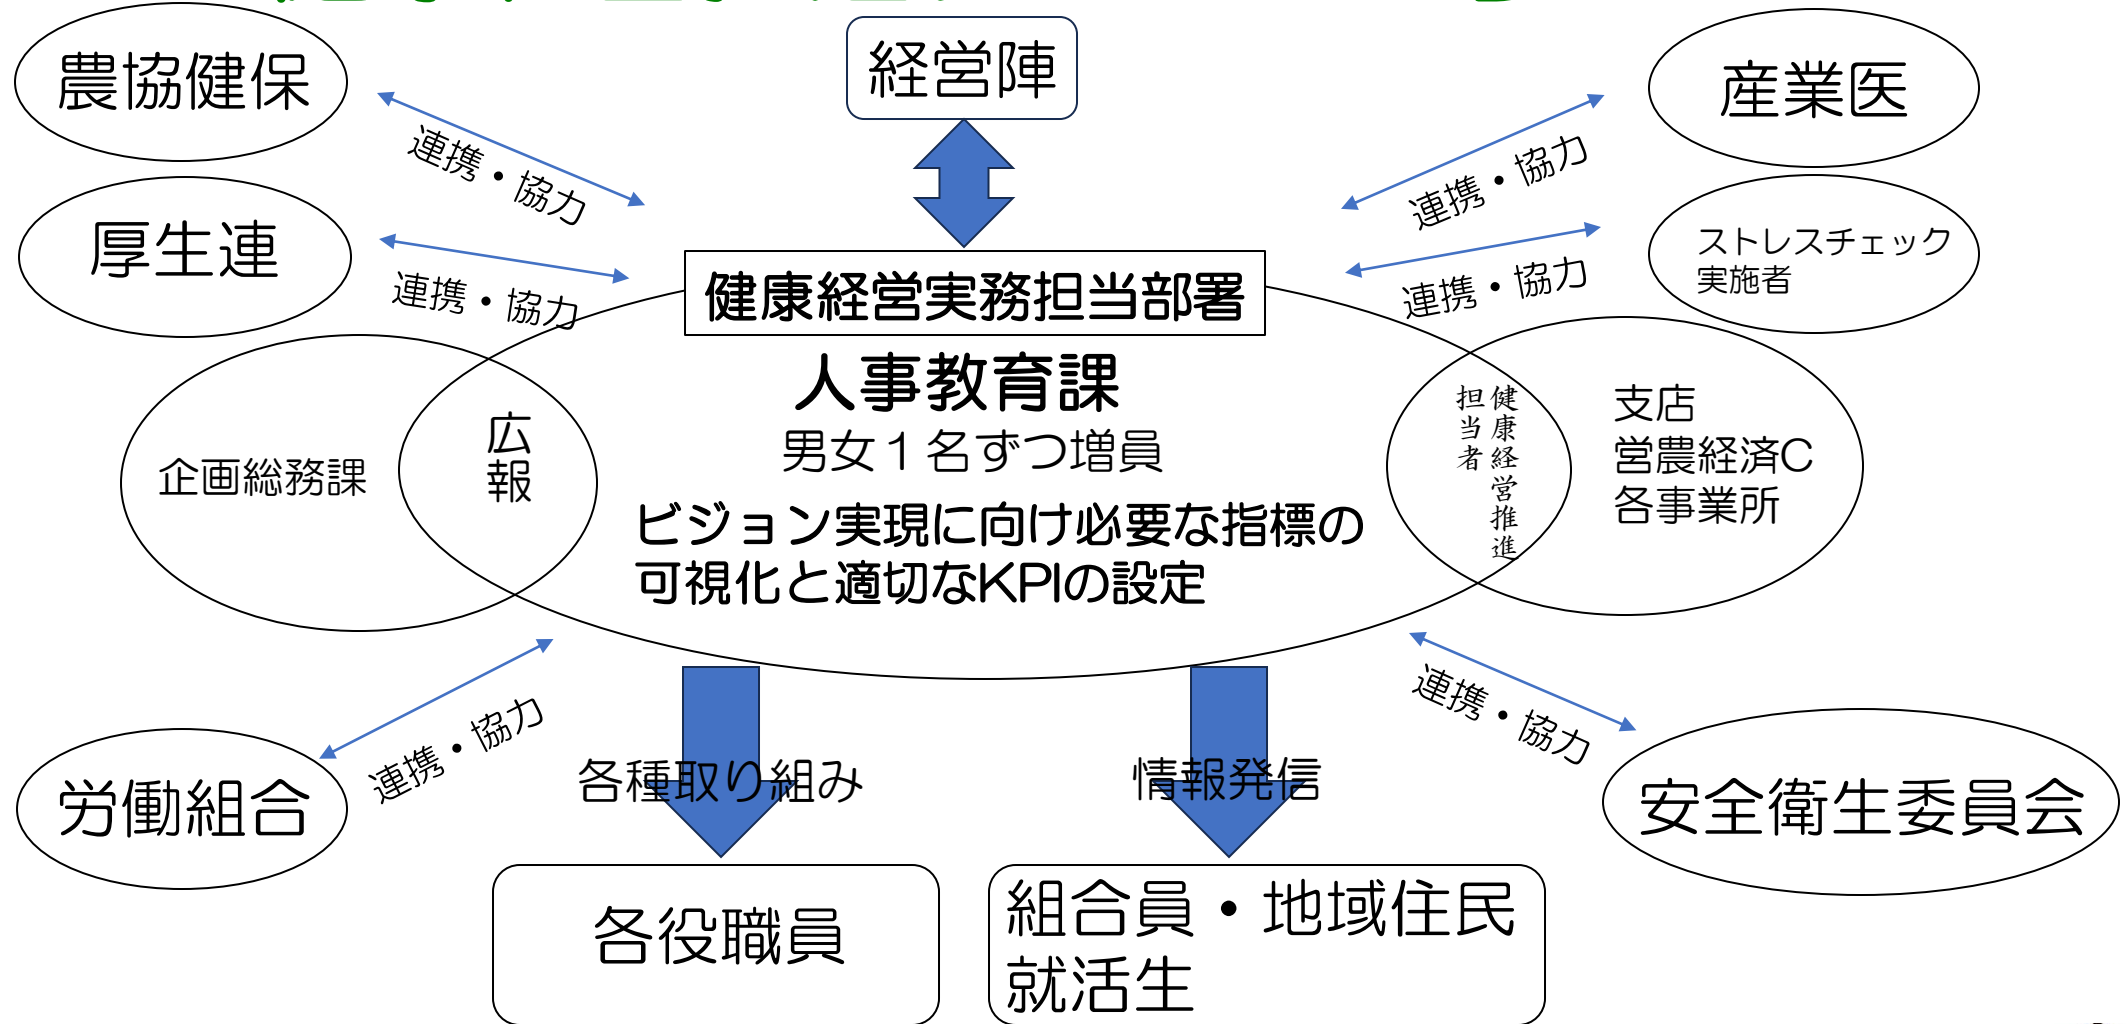 農協健保
経営陣
産業医
連携・協力
連携・協力
厚生連
ストレスチェック
実施者
連携・協力
連携・協力
健康経営実務担当部署
人事教育課
男女１名ずつ増員
ビジョン実現に向け必要な指標の
可視化と適切なKPIの設定
企画総務課
広報
健康経営推進
担当者
支店
営農経済C
各事業所
連携・協力
連携・協力
各種取り組み
情報発信
労働組合
安全衛生委員会
各役職員
組合員・地域住民
就活生